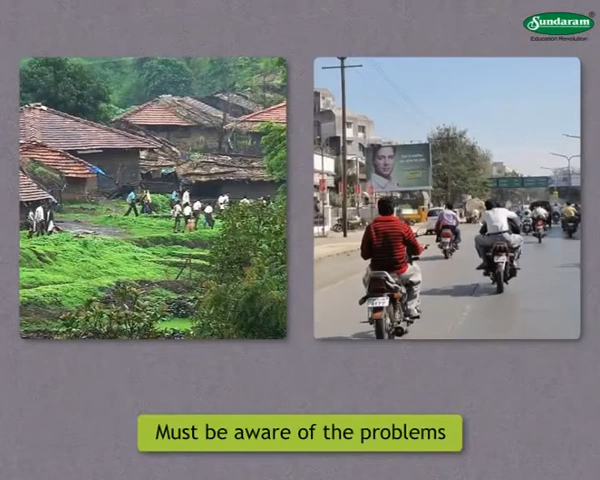 Sundaram
Education Revolution
Must be aware of the problems